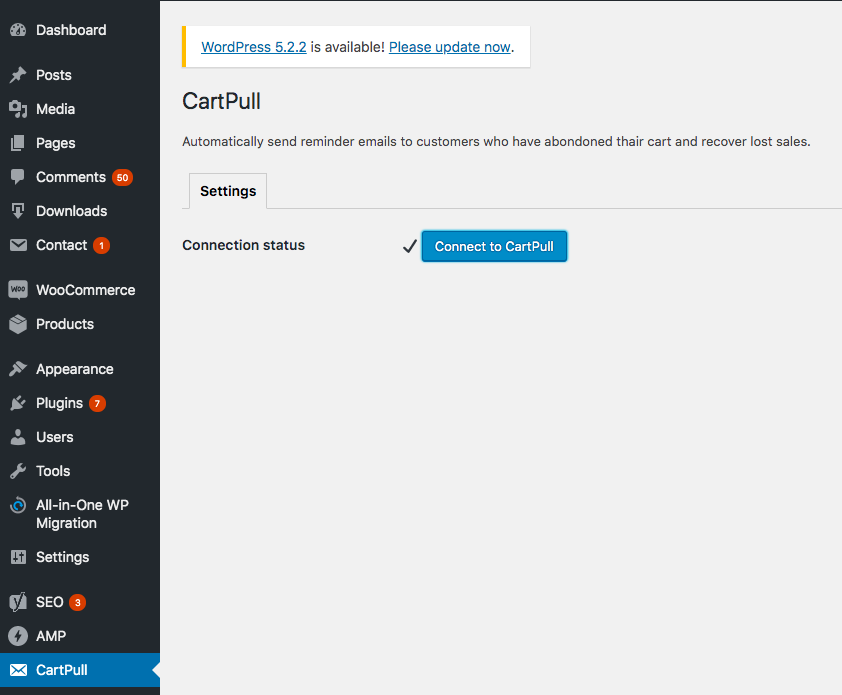 Dashboard
Posts
Media
Pages
Comments 50
Downloads
Contact 1
WOO WooCommerce
Products
Appearance
Plugins 7
Users
Tools
All-in-One WP
Migration
Settings
SEO 3
AMP
CartPull
WordPress 5.2.2 is available! Please update now.
CartPull
Automatically send reminder emails to customers who have abondoned thair cart and recover lost sales.
Settings
Connection status
Connect to CartPull